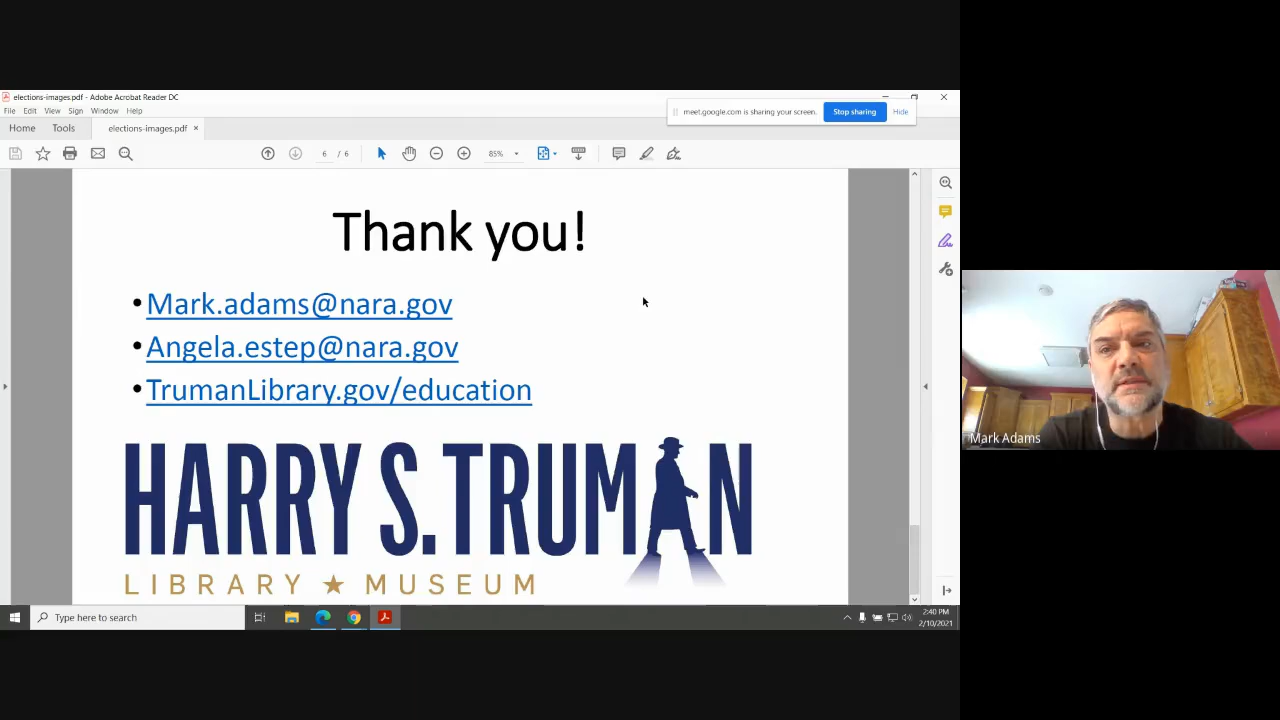 elections-images.pdf - Adobe Acrobat Reader DC
File Edit View Sign Window Help
meet.google.com is sharing your screen. Stop sharing Hide
Home Tools elections-images.pdf ×
6 / 6 85%
Thank you!
• Mark.adams@nara.gov
• Angela.estep@nara.gov
• TrumanLibrary.gov/education
HARRY S. TRUMAN
LIBRARY ★ MUSEUM
Mark Adams
Type here to search
2:40 PM
2/10/2021